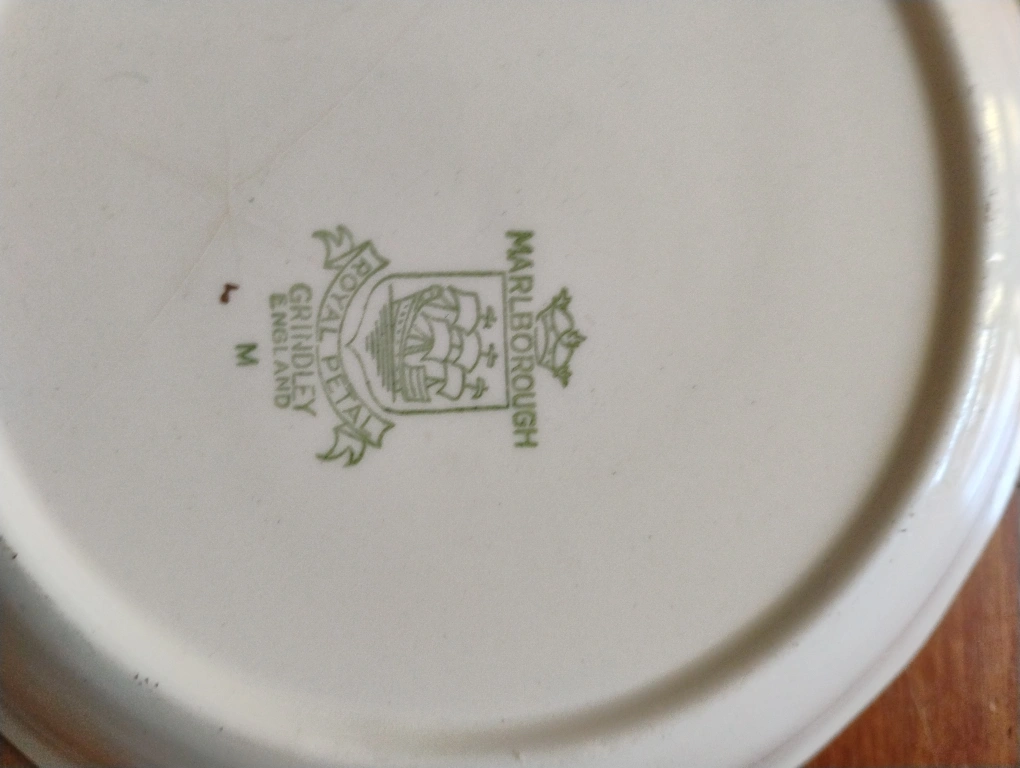 MARLBOROUGH
ROYAL PETAL
GRINDLEY
ENGLAND
M